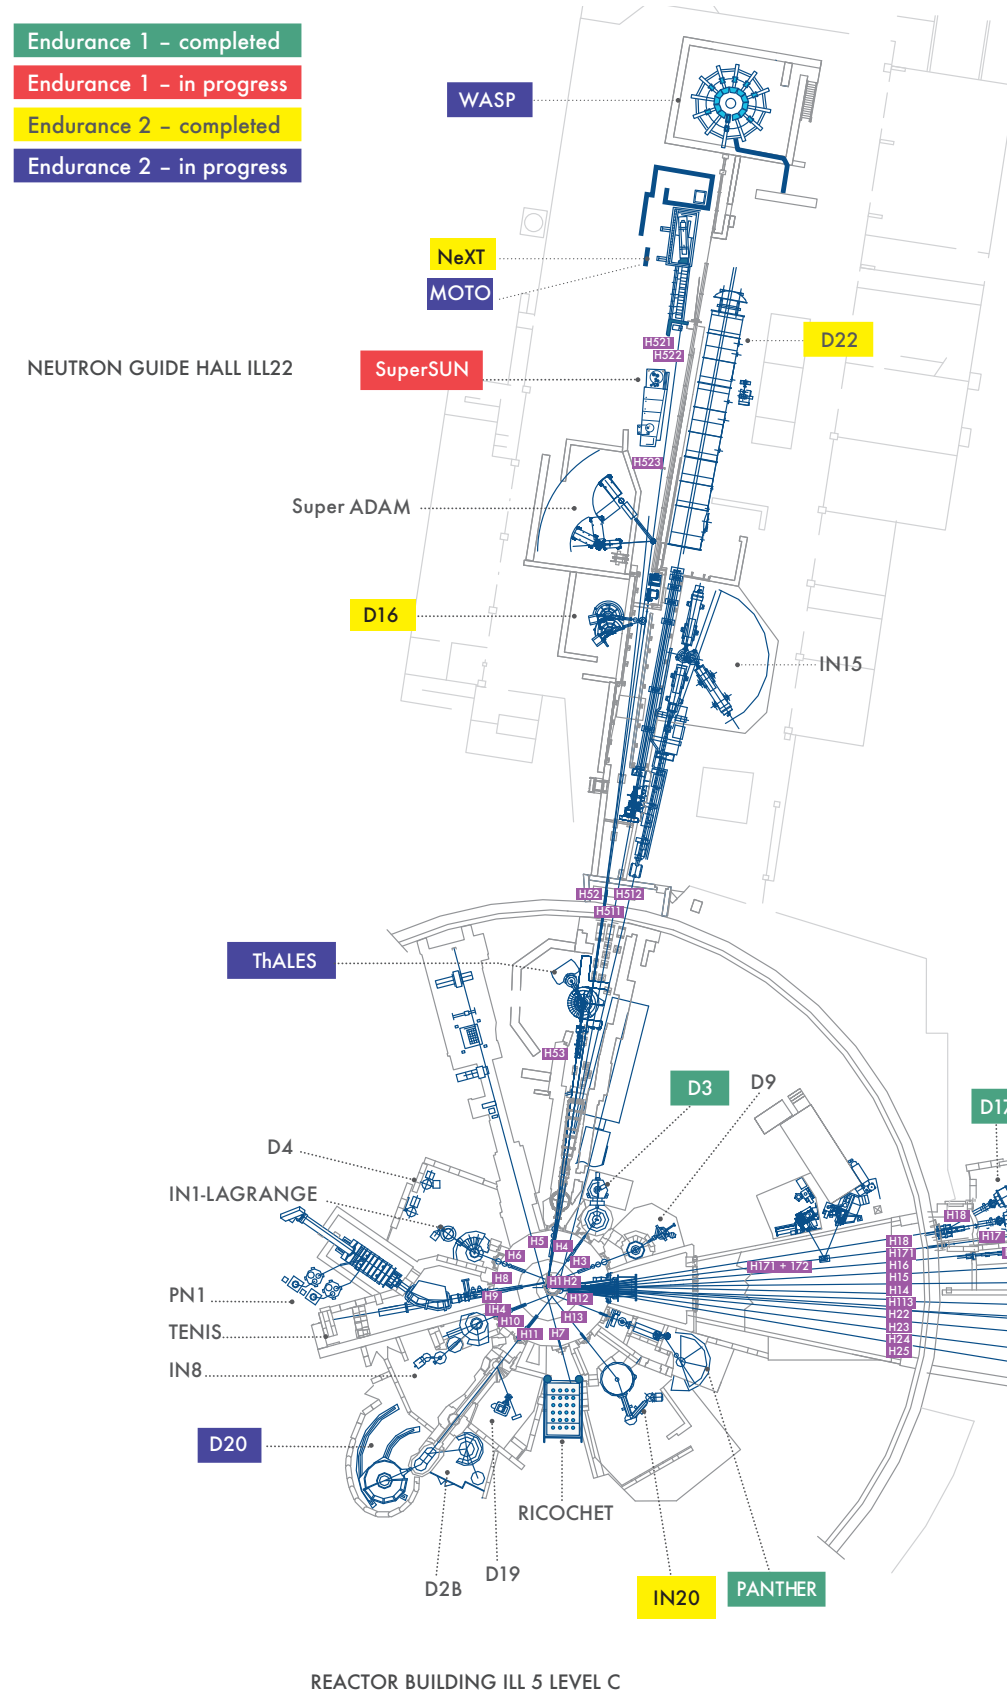 Endurance 1 – completed
Endurance 1 – in progress
Endurance 2 – completed
Endurance 2 – in progress
WASP
NeXT
MOTO
D22
H521
H522
NEUTRON GUIDE HALL ILL22
SuperSUN
H523
Super ADAM
D16
IN15
H52
H512
H511
ThALES
H53
D3
D9
D17
D4
IN1-LAGRANGE
H18
H5
H4
H18
H17
H6
H3
H171
H16
H171 + 172
H8
H1H2
H15
PN1
H9
H12
H14
H113
IH4
H22
H10
H13
H23
TENIS
H11
H7
H24
H25
IN8
D20
RICOCHET
D19
D2B
IN20
PANTHER
REACTOR BUILDING ILL 5 LEVEL C